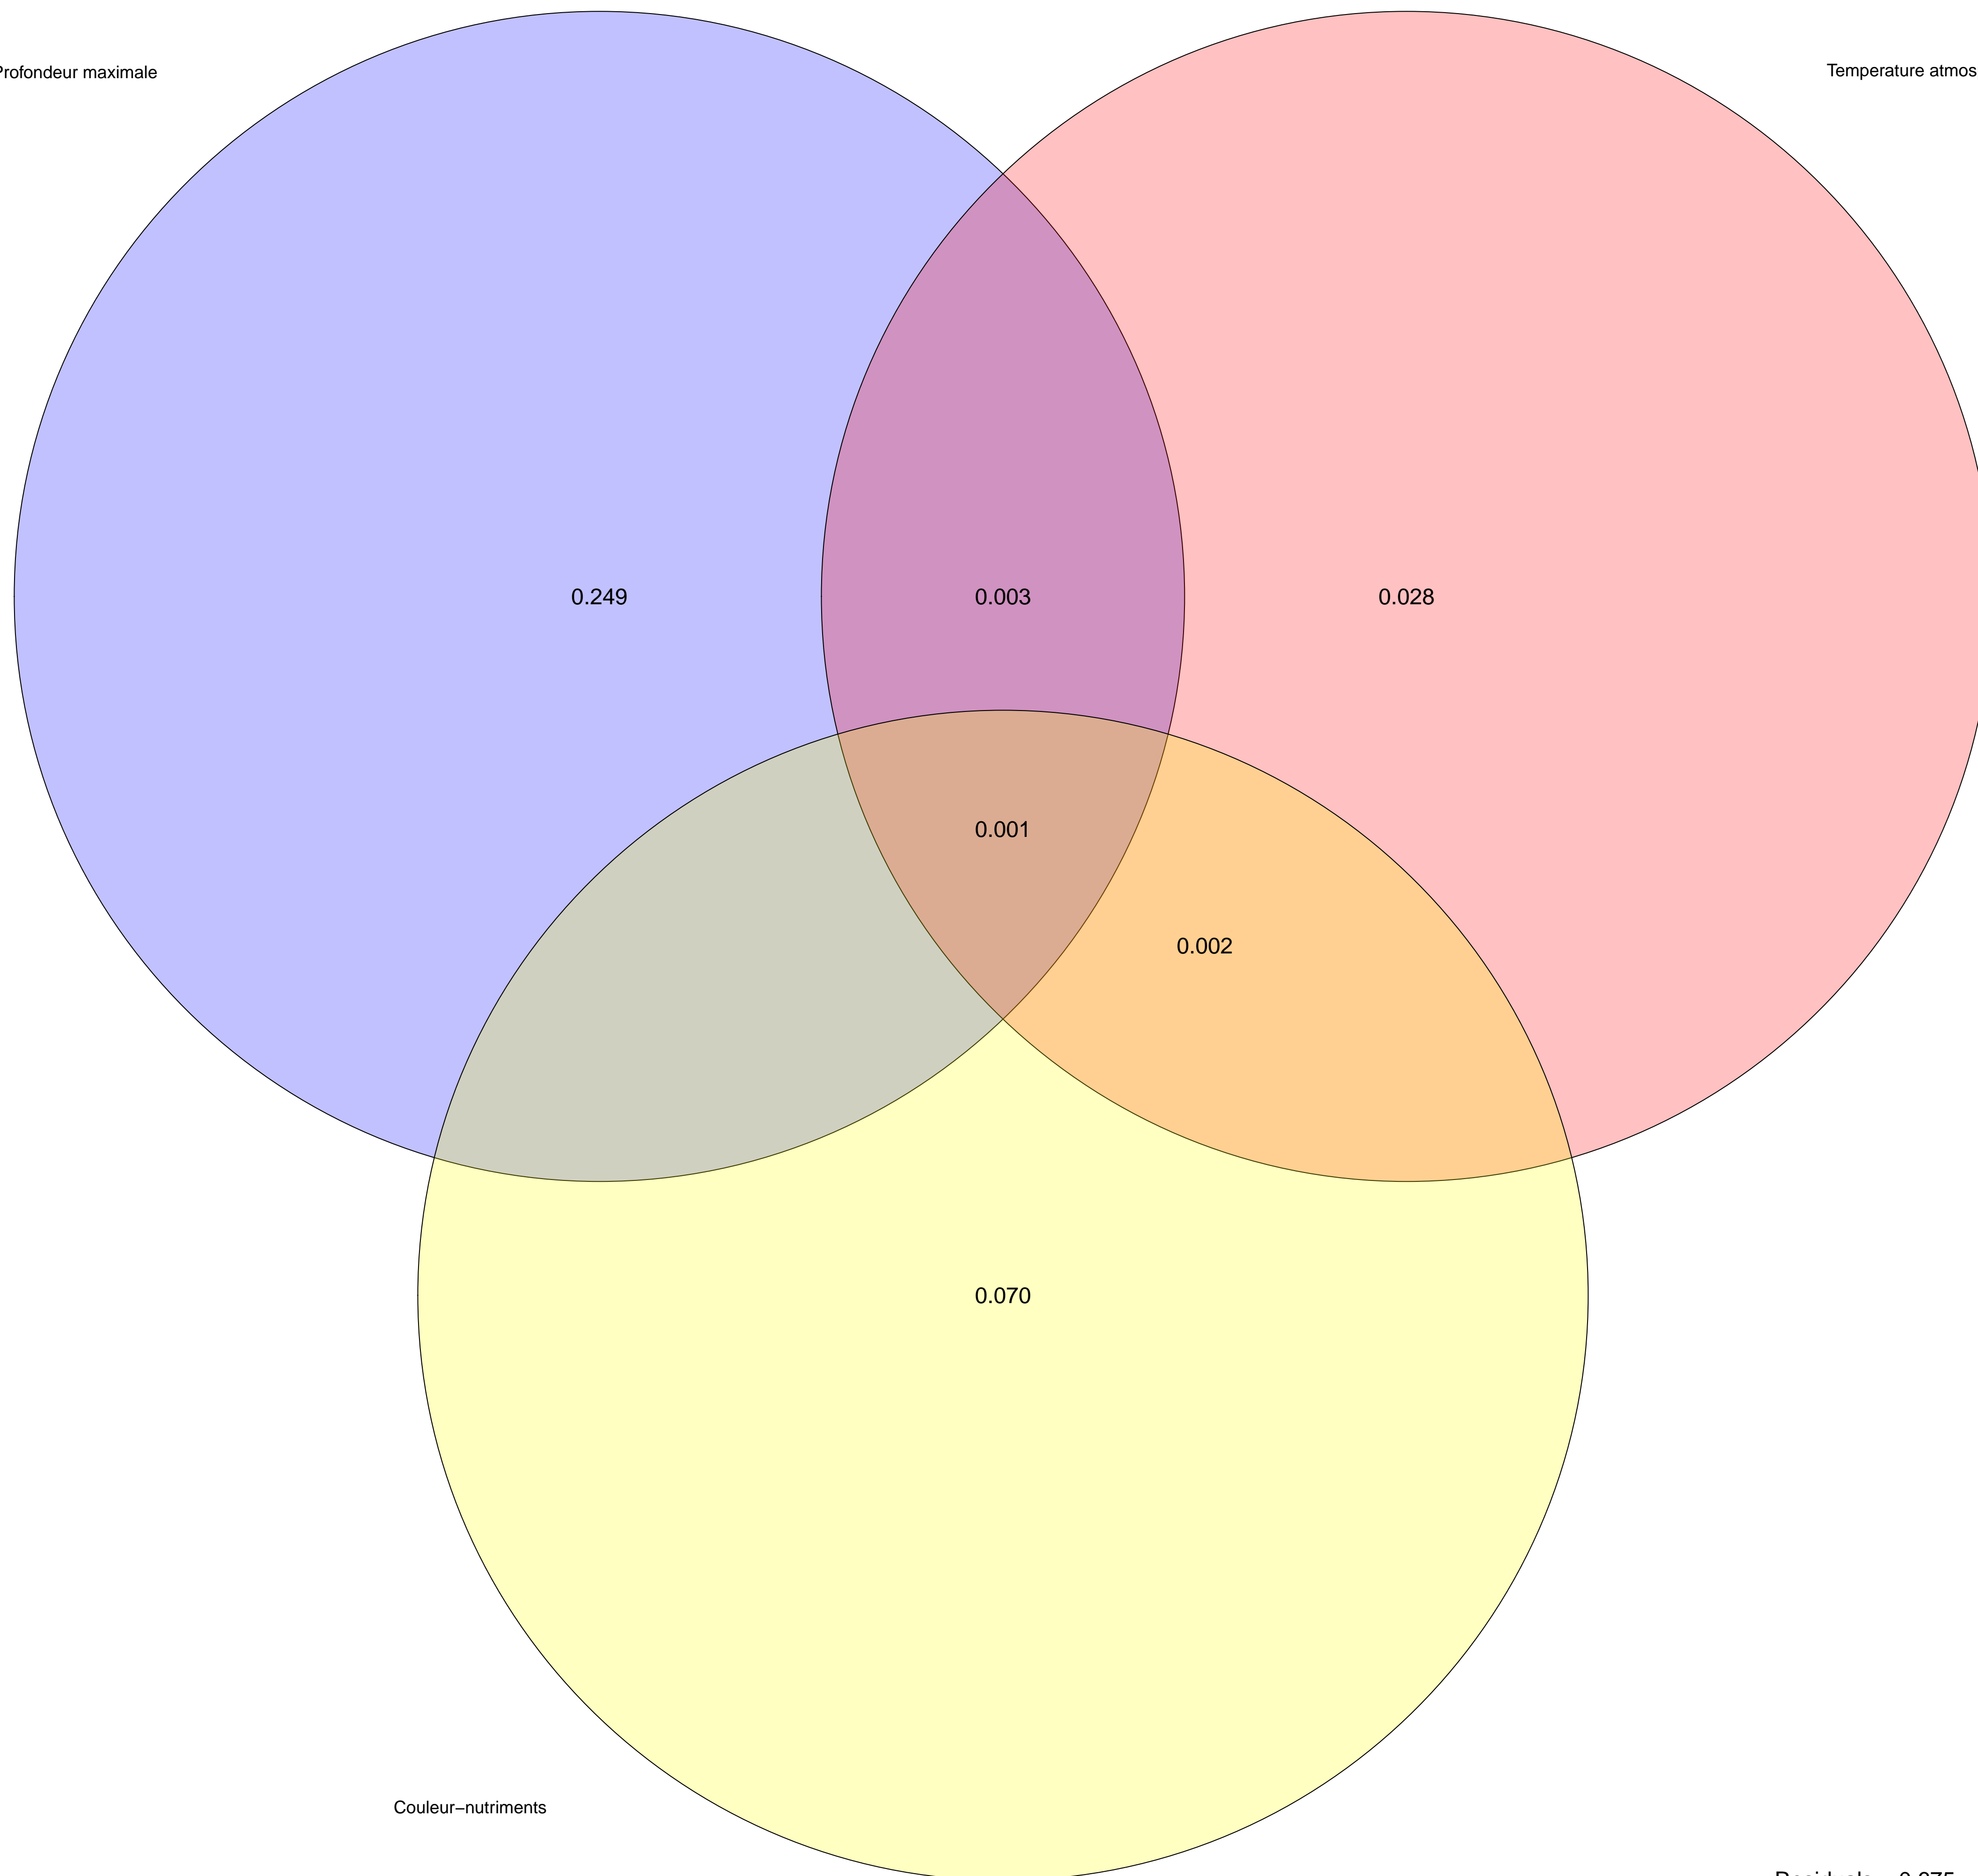 Profondeur maximale
Temperature atmos
0.249
0.003
0.028
0.001
0.002
0.070
Couleur−nutriments